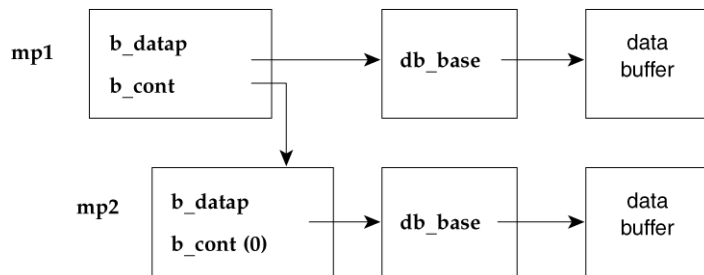 mp1
b_datap
b_cont
db_base
data
buffer
mp2
b_datap
b_cont (0)
db_base
data
buffer